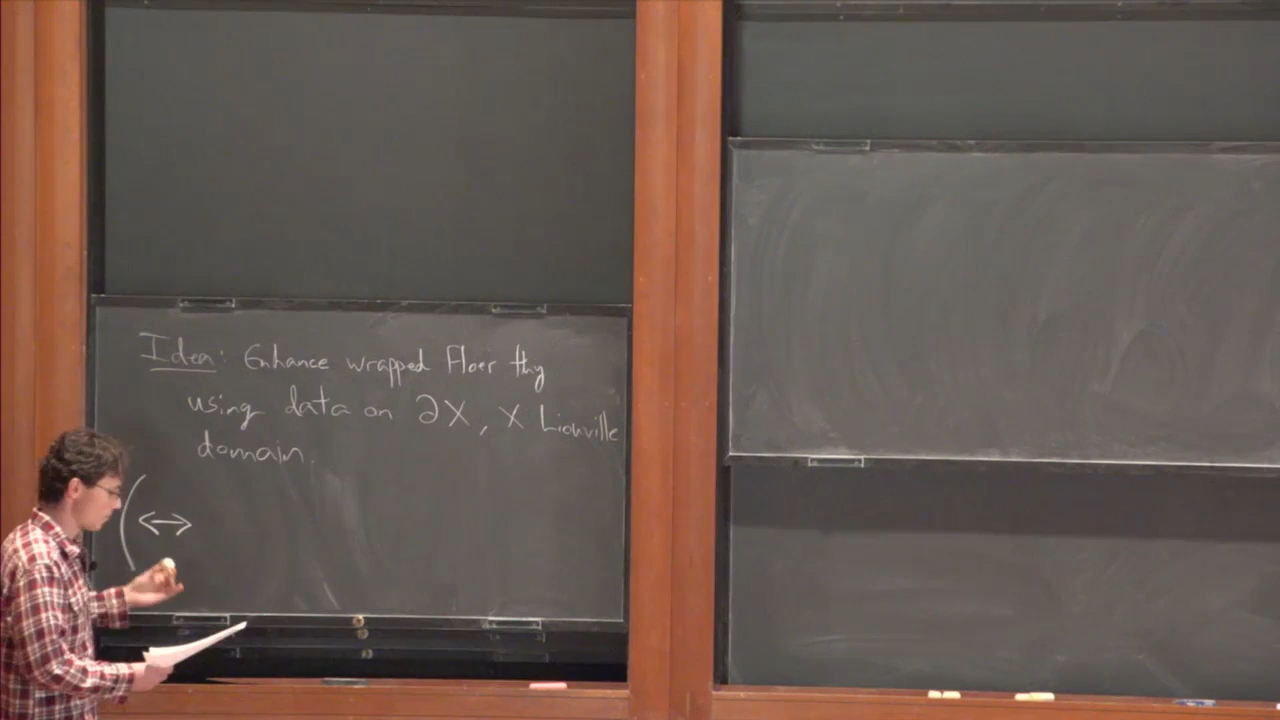 Idea: Enhance wrapped Floer thy
using data on ∂X, X Liouville
domain.
( ↔